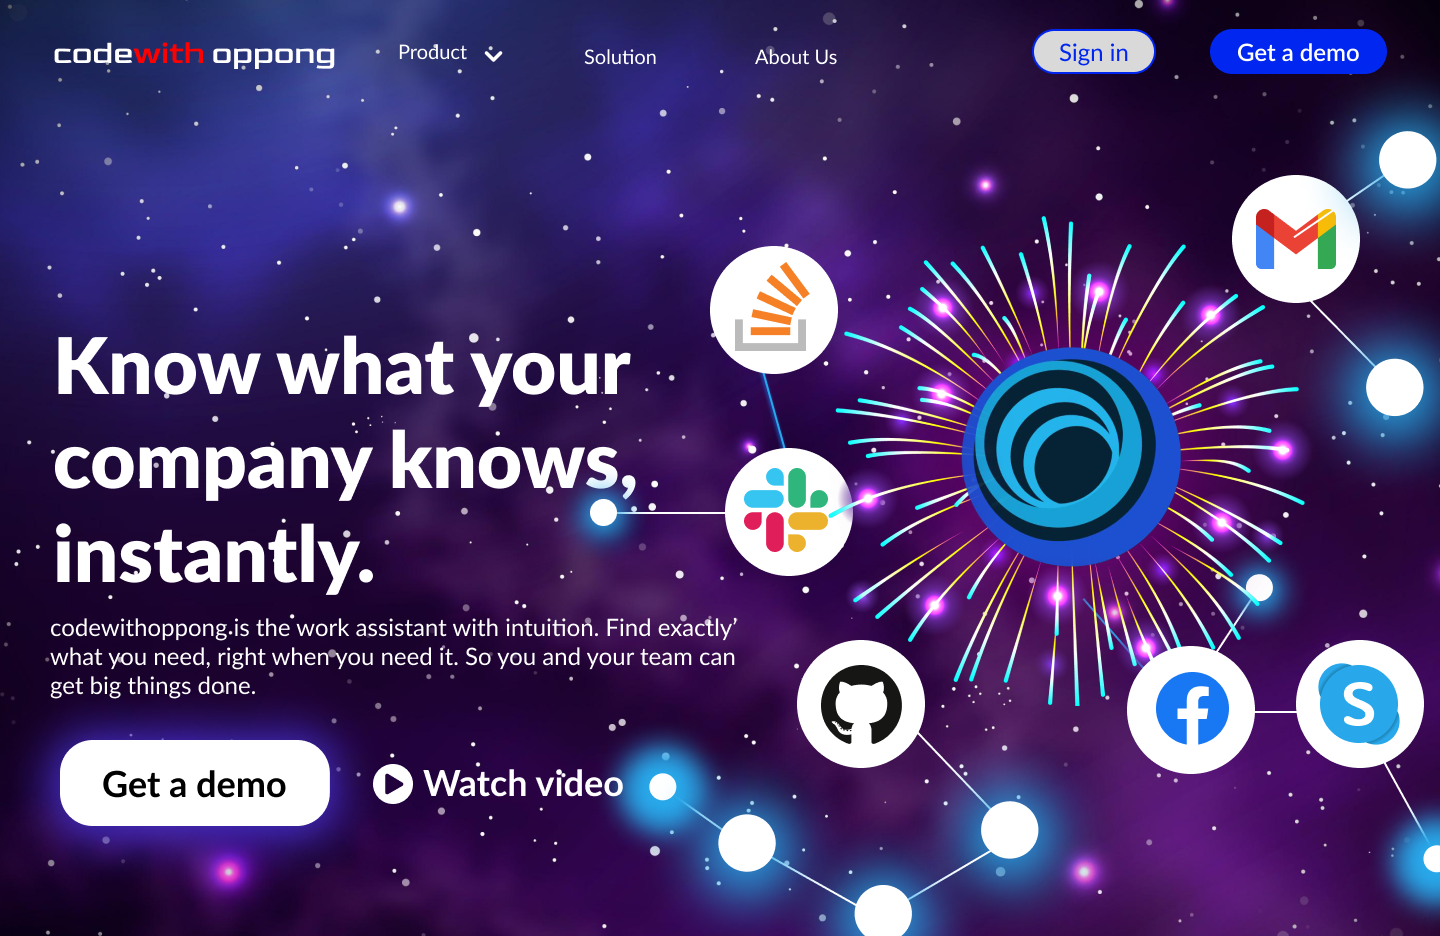 codewith oppong
Product
Solution
About Us
Sign in
Get a demo
Know what your
company knows,
instantly.
codewithoppong.is the work assistant with intuition. Find exactly
what you need, right when you need it. So you and your team can
get big things done.
Get a demo
Watch video
S